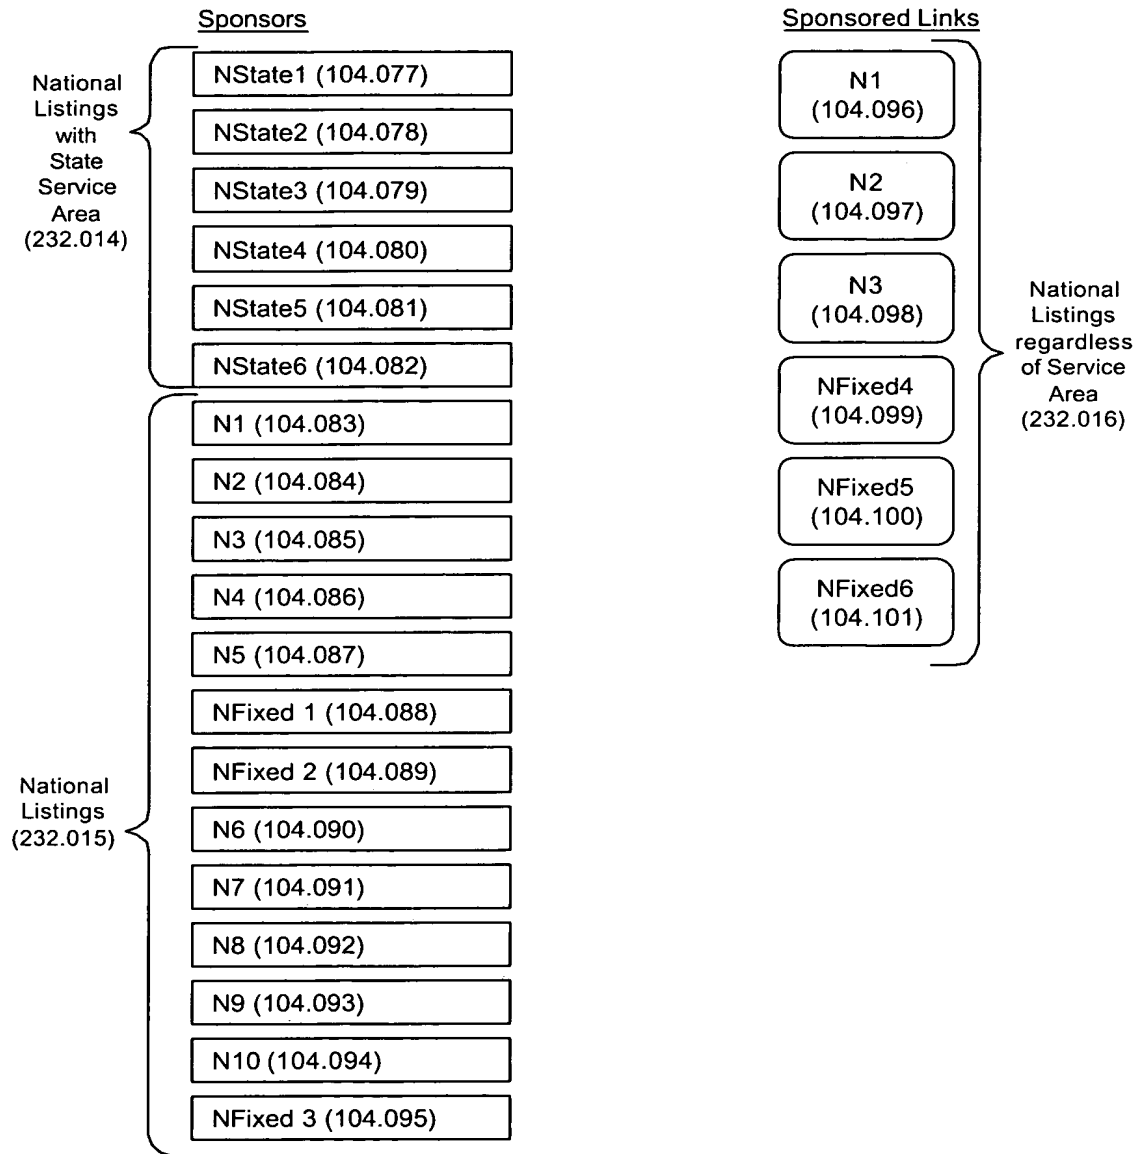 Sponsors
National
Listings
with
State
Service
Area
(232.014)
NState1 (104.077)
NState2 (104.078)
NState3 (104.079)
NState4 (104.080)
NState5 (104.081)
NState6 (104.082)
National
Listings
(232.015)
N1 (104.083)
N2 (104.084)
N3 (104.085)
N4 (104.086)
N5 (104.087)
NFixed 1 (104.088)
NFixed 2 (104.089)
N6 (104.090)
N7 (104.091)
N8 (104.092)
N9 (104.093)
N10 (104.094)
NFixed 3 (104.095)
Sponsored Links
N1
(104.096)
N2
(104.097)
N3
(104.098)
NFixed4
(104.099)
NFixed5
(104.100)
NFixed6
(104.101)
National
Listings
regardless
of Service
Area
(232.016)